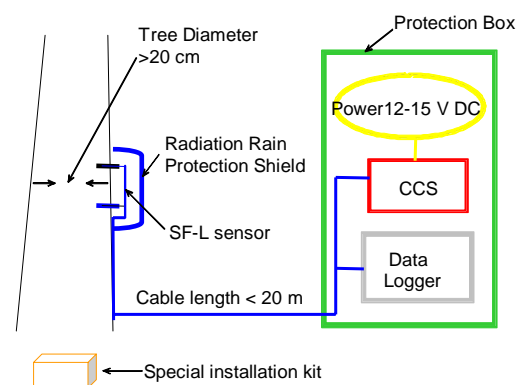 Tree Diameter
>20 cm
Protection Box
Power12-15 V DC
Radiation Rain
Protection Shield
CCS
SF-L sensor
Data
Logger
Cable length < 20 m
Special installation kit